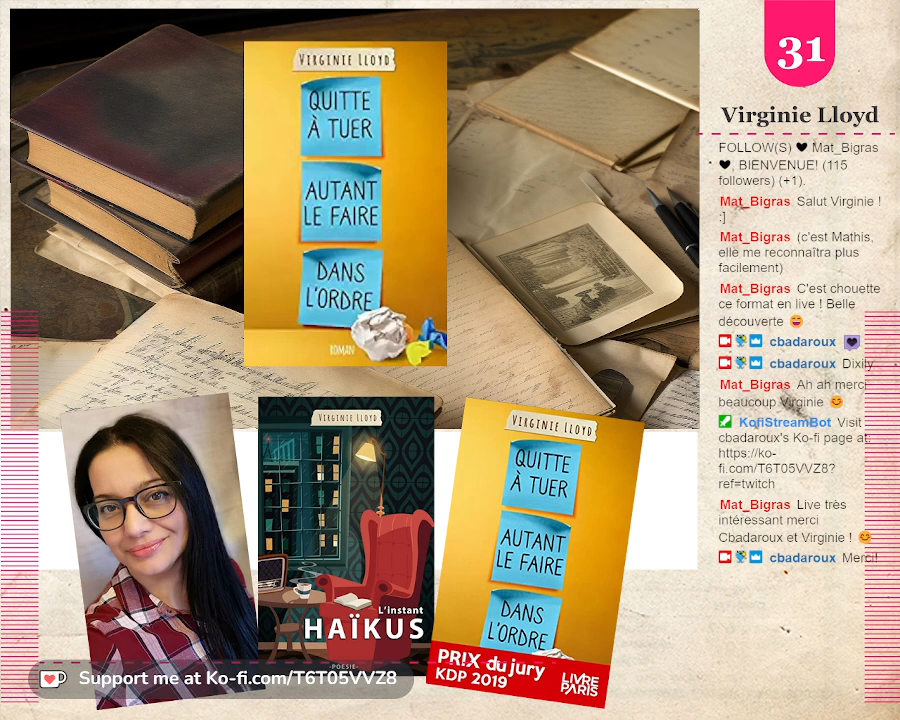 VIRGINIE LLOYD
QUITTE
À TUER
AUTANT
LE FAIRE
DANS
L'ORDRE
ROMAN
VIRGINIE LLOYD
L'instant
HAÏKUS
-POÉSIE-
VIRGINIE LLOYD
QUITTE
À TUER
AUTANT
LE FAIRE
DANS
L'ORDRE
PRIX du jury
KDP 2019
LIVRE
PARIS
Support me at Ko-fi.com/T6T05VVZ8
31
Virginie Lloyd
FOLLOW(S) 🖤 Mat_Bigras
🖤, BIENVENUE! (115
followers) (+1).
Mat_Bigras Salut Virginie !
:]
Mat_Bigras (c'est Mathis,
elle me reconnaîtra plus
facilement)
Mat_Bigras C'est chouette
ce format en live ! Belle
découverte 😄
cbadaroux 🖤
cbadaroux Dixily
Mat_Bigras Ah ah merci
beaucoup Virginie 😊
KofiStreamBot Visit
cbadaroux's Ko-fi page at:
https://ko-
fi.com/T6T05VVZ8?
ref=twitch
Mat_Bigras Live très
intéressant merci
Cbadaroux et Virginie ! 😊
cbadaroux Merci!